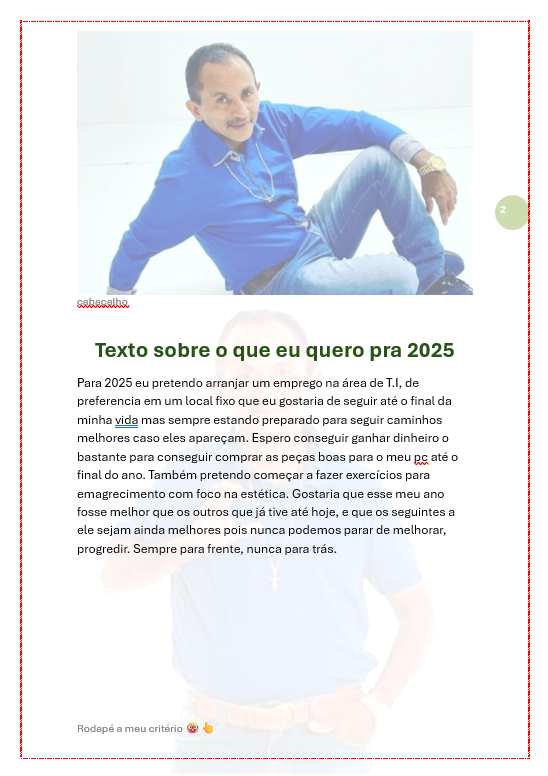 2
cabaçalho
Texto sobre o que eu quero pra 2025
Para 2025 eu pretendo arranjar um emprego na área de T.I, de
preferencia em um local fixo que eu gostaria de seguir até o final da
minha vida mas sempre estando preparado para seguir caminhos
melhores caso eles apareçam. Espero conseguir ganhar dinheiro o
bastante para conseguir comprar as peças boas para o meu pc até o
final do ano. Também pretendo começar a fazer exercícios para
emagrecimento com foco na estética. Gostaria que esse meu ano
fosse melhor que os outros que já tive até hoje, e que os seguintes a
ele sejam ainda melhores pois nunca podemos parar de melhorar,
progredir. Sempre para frente, nunca para trás.
Rodapé a meu critério 🤡👆